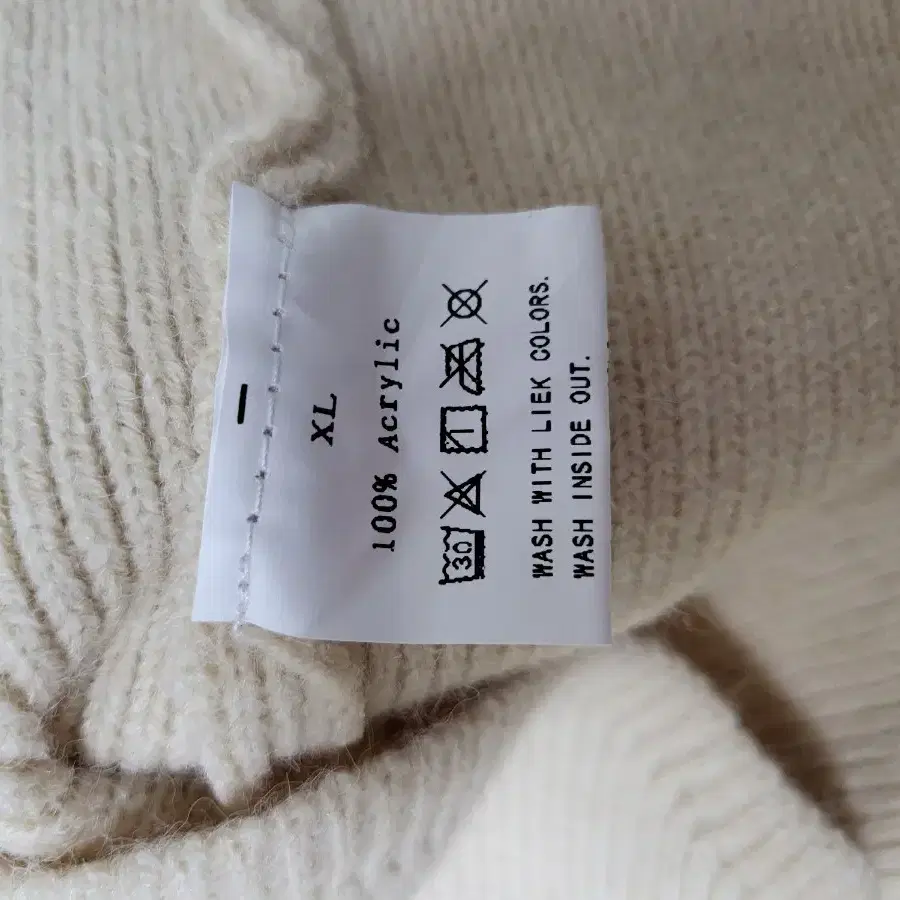 XL
100% Acrylic
30
WASH WITH LIEK COLORS.
WASH INSIDE OUT.